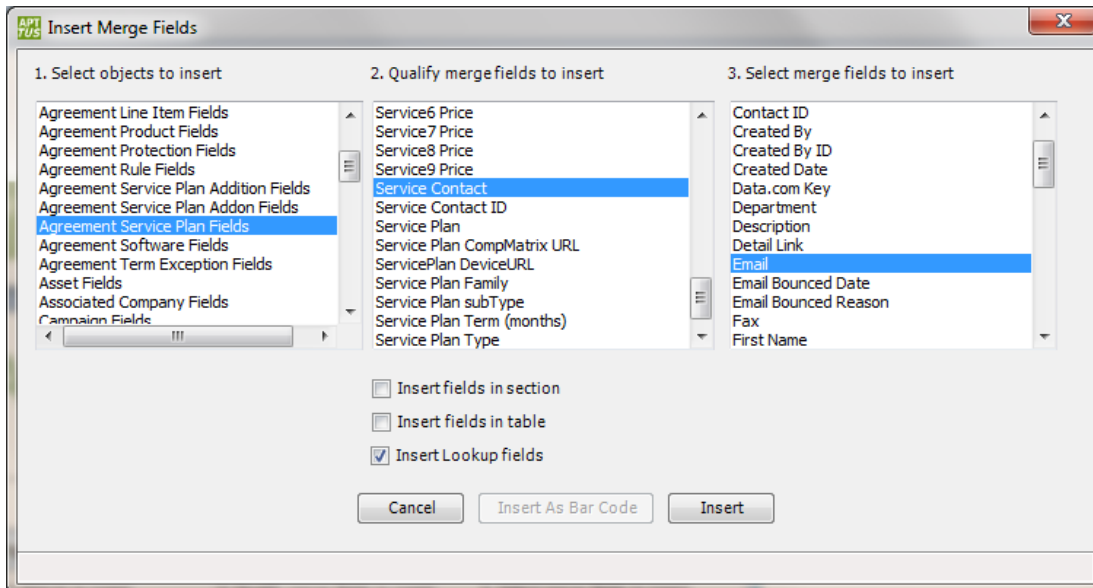 APT
TUS
Insert Merge Fields
X
1. Select objects to insert
2. Qualify merge fields to insert
3. Select merge fields to insert
Agreement Line Item Fields
Agreement Product Fields
Agreement Protection Fields
Agreement Rule Fields
Agreement Service Plan Addition Fields
Agreement Service Plan Addon Fields
Agreement Service Plan Fields
Agreement Software Fields
Agreement Term Exception Fields
Asset Fields
Associated Company Fields
Campaign Fields
Service6 Price
Service7 Price
Service8 Price
Service9 Price
Service Contact
Service Contact ID
Service Plan
Service Plan CompMatrix URL
ServicePlan DeviceURL
Service Plan Family
Service Plan subType
Service Plan Term (months)
Service Plan Type
Contact ID
Created By
Created By ID
Created Date
Data.com Key
Department
Description
Detail Link
Email
Email Bounced Date
Email Bounced Reason
Fax
First Name
Insert fields in section
Insert fields in table
Insert Lookup fields
Cancel
Insert As Bar Code
Insert